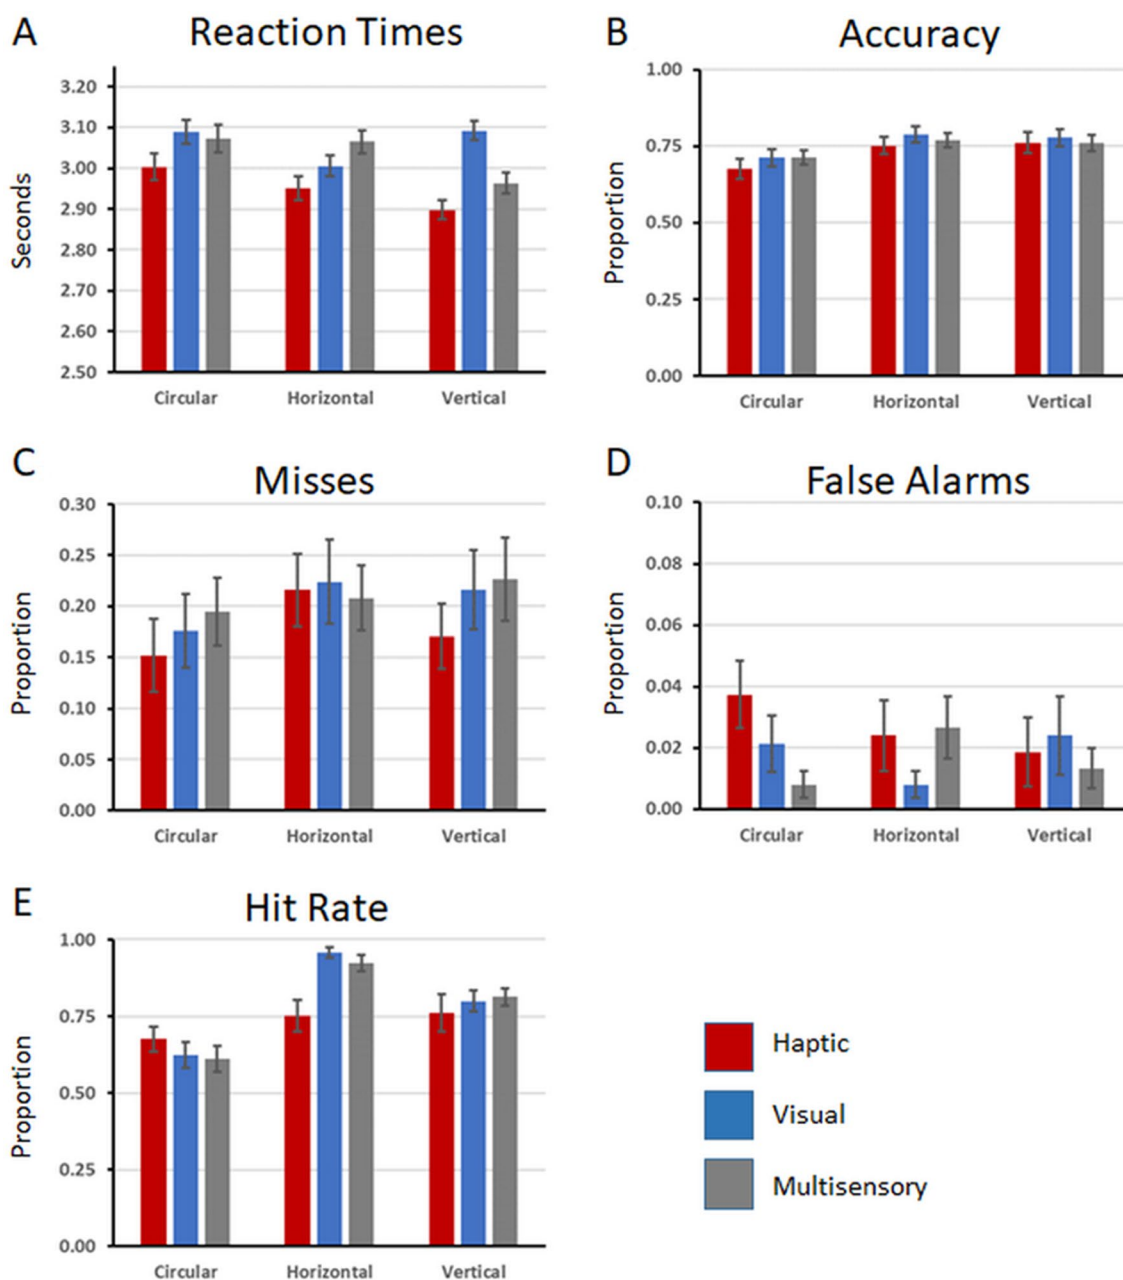 A
Reaction Times
Seconds
3.20
3.10
3.00
2.90
2.80
2.70
2.60
2.50
Circular Horizontal Vertical
B
Accuracy
Proportion
1.00
0.75
0.50
0.25
0.00
Circular Horizontal Vertical
C
Misses
Proportion
0.30
0.25
0.20
0.15
0.10
0.05
0.00
Circular Horizontal Vertical
D
False Alarms
Proportion
0.10
0.08
0.06
0.04
0.02
0.00
Circular Horizontal Vertical
E
Hit Rate
Proportion
1.00
0.75
0.50
0.25
0.00
Circular Horizontal Vertical
Haptic
Visual
Multisensory